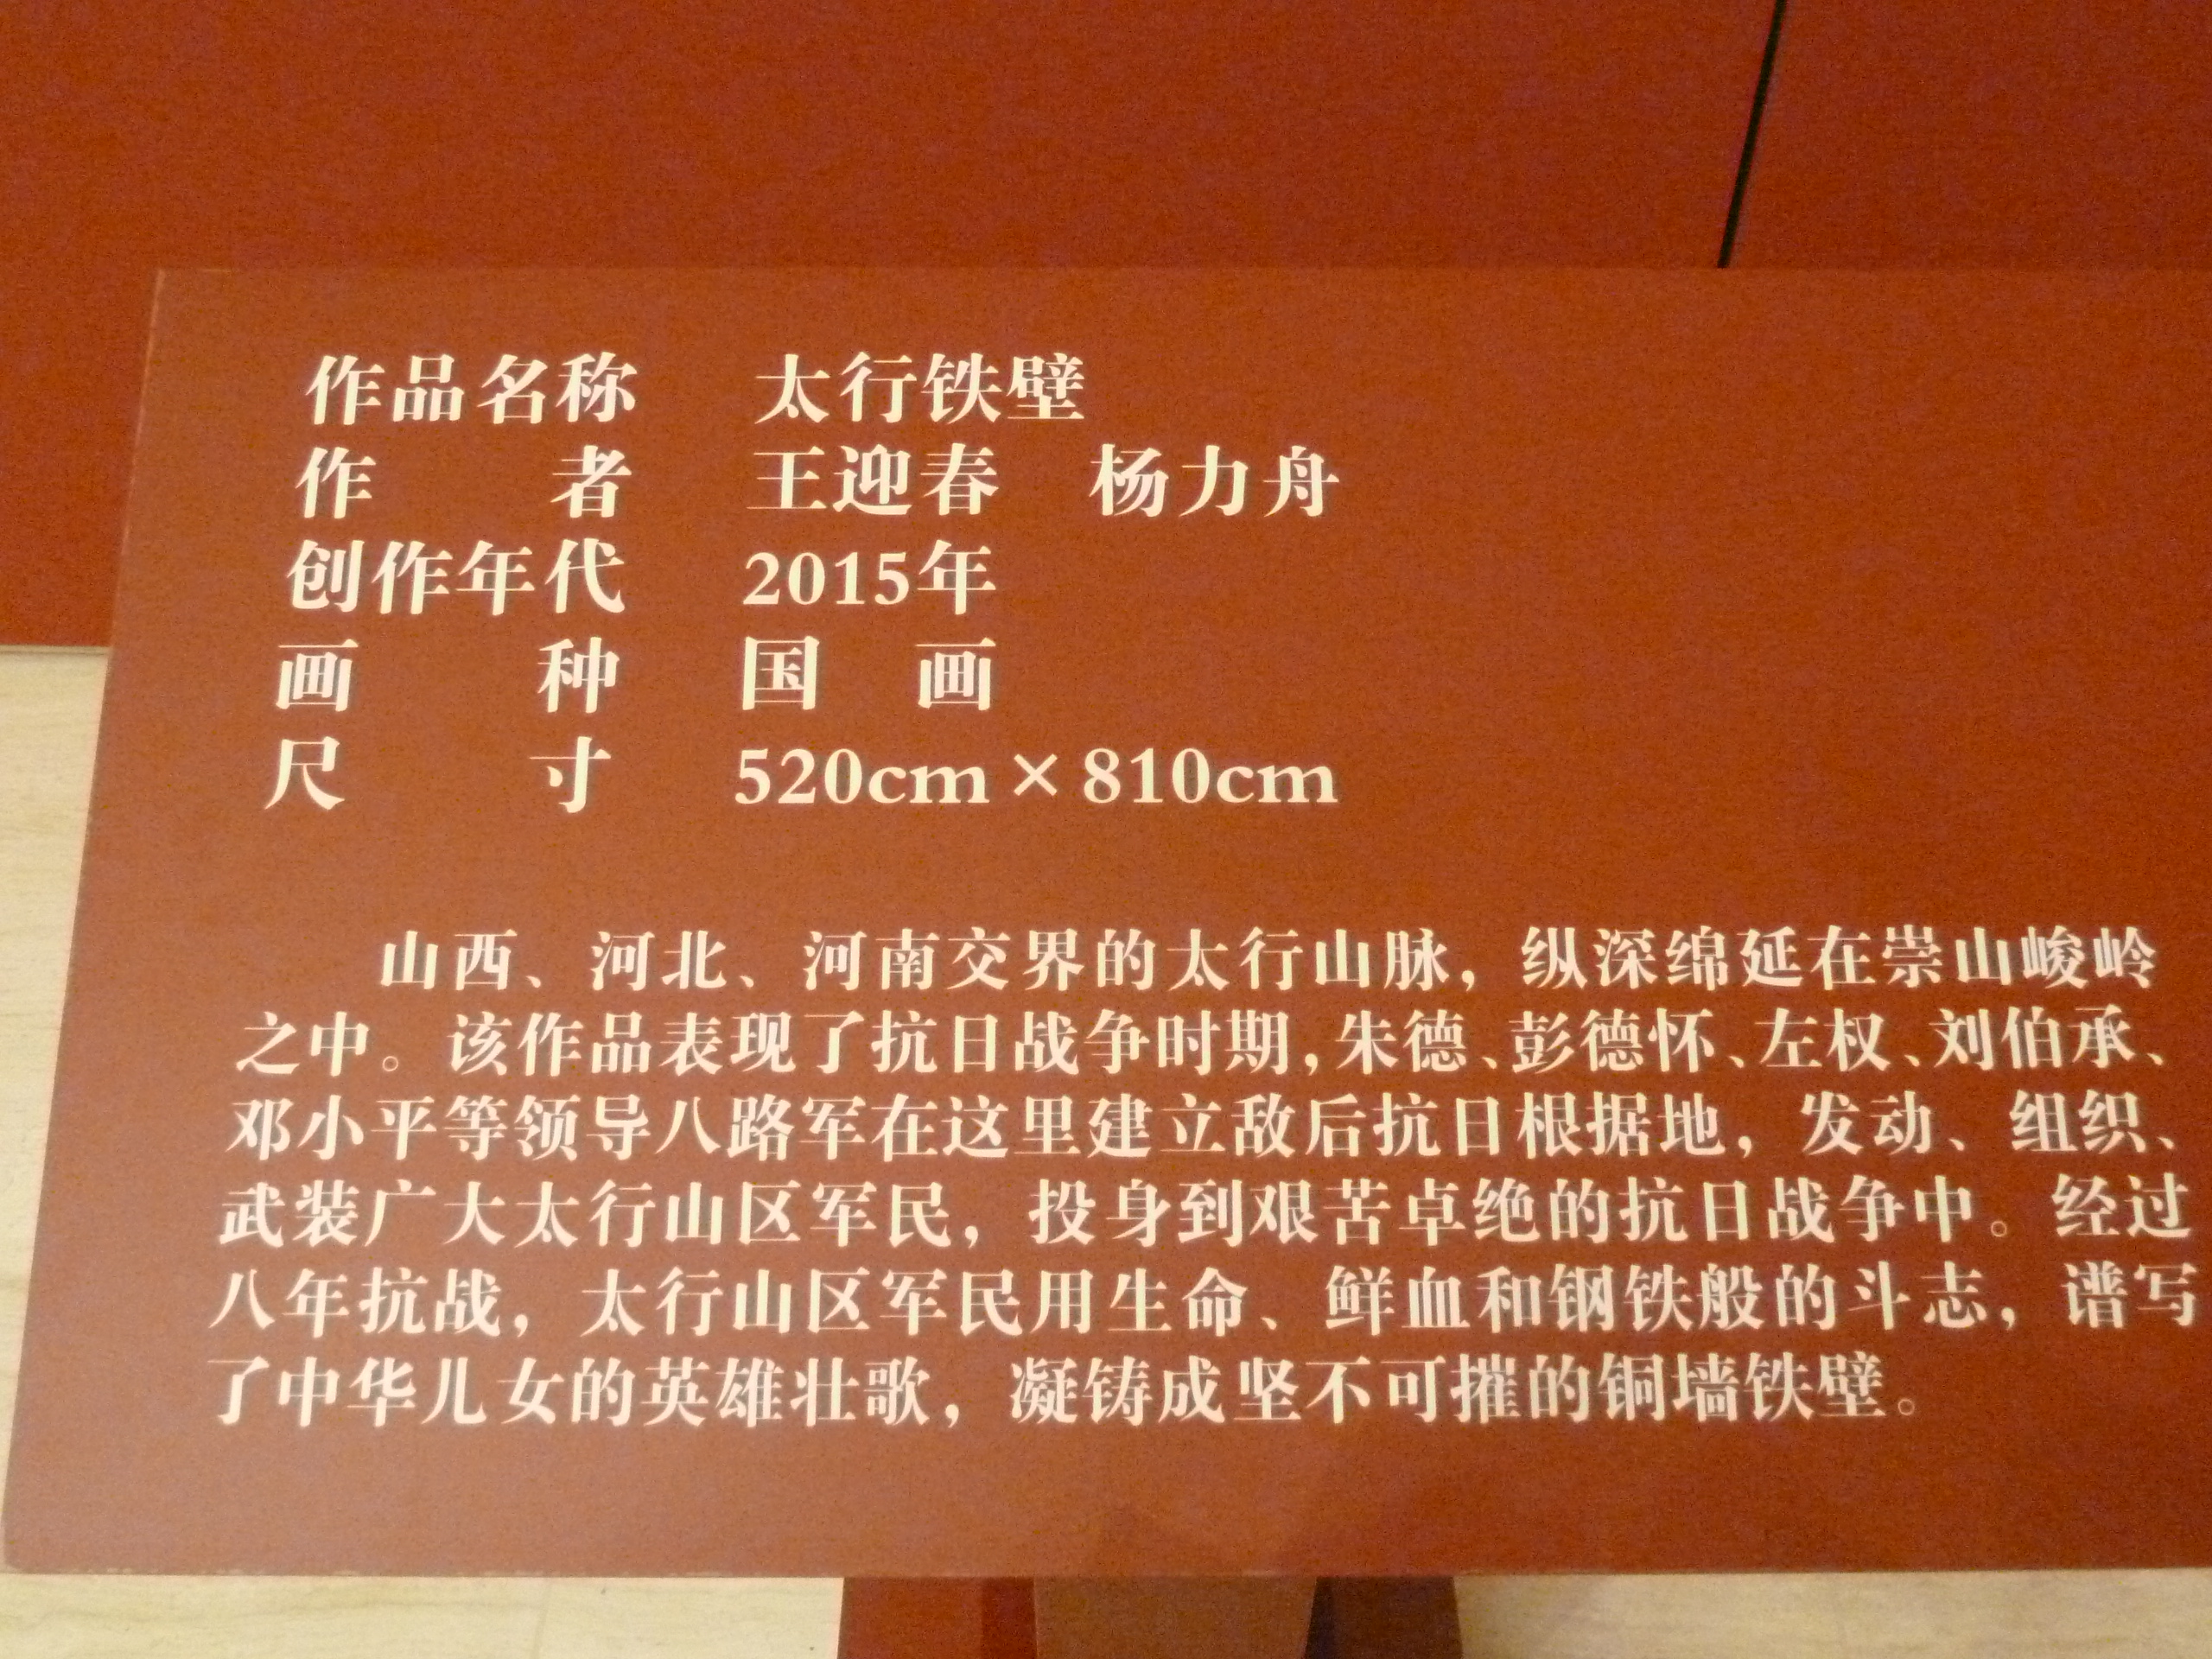 作品名称 太行铁壁
作者 王迎春 杨力舟
创作年代 2015年
画种 国画
尺寸 520cm×810cm
山西、河北、河南交界的太行山脉，纵深绵延在崇山峻岭
之中。该作品表现了抗日战争时期，朱德、彭德怀、左权、刘伯承、
邓小平等领导八路军在这里建立敌后抗日根据地，发动、组织、
武装广大太行山区军民，投身到艰苦卓绝的抗日战争中。经过
八年抗战，太行山区军民用生命、鲜血和钢铁般的斗志，谱写
了中华儿女的英雄壮歌，凝铸成坚不可摧的铜墙铁壁。